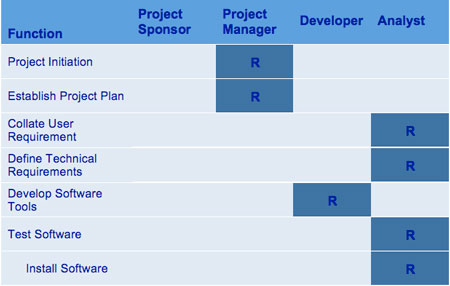 Function Project Sponsor Project Manager Developer Analyst
Project Initiation R
Establish Project Plan R
Collate User
Requirement R
Define Technical
Requirements R
Develop Software
Tools R
Test Software R
Install Software R